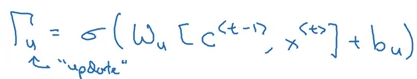 Γᵤ = σ( Wᵤ [ c^{<t-1>}, x^{<t>} ] + bᵤ )
"update"